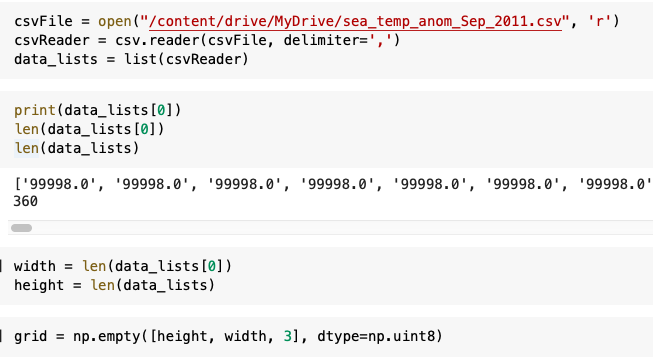 csvFile = open("/content/drive/MyDrive/sea_temp_anom_Sep_2011.csv", 'r')
csvReader = csv.reader(csvFile, delimiter=',')
data_lists = list(csvReader)
print(data_lists[0])
len(data_lists[0])
len(data_lists)
['99998.0', '99998.0', '99998.0', '99998.0', '99998.0', '99998.0', '99998.0'
360
width = len(data_lists[0])
height = len(data_lists)
grid = np.empty([height, width, 3], dtype=np.uint8)